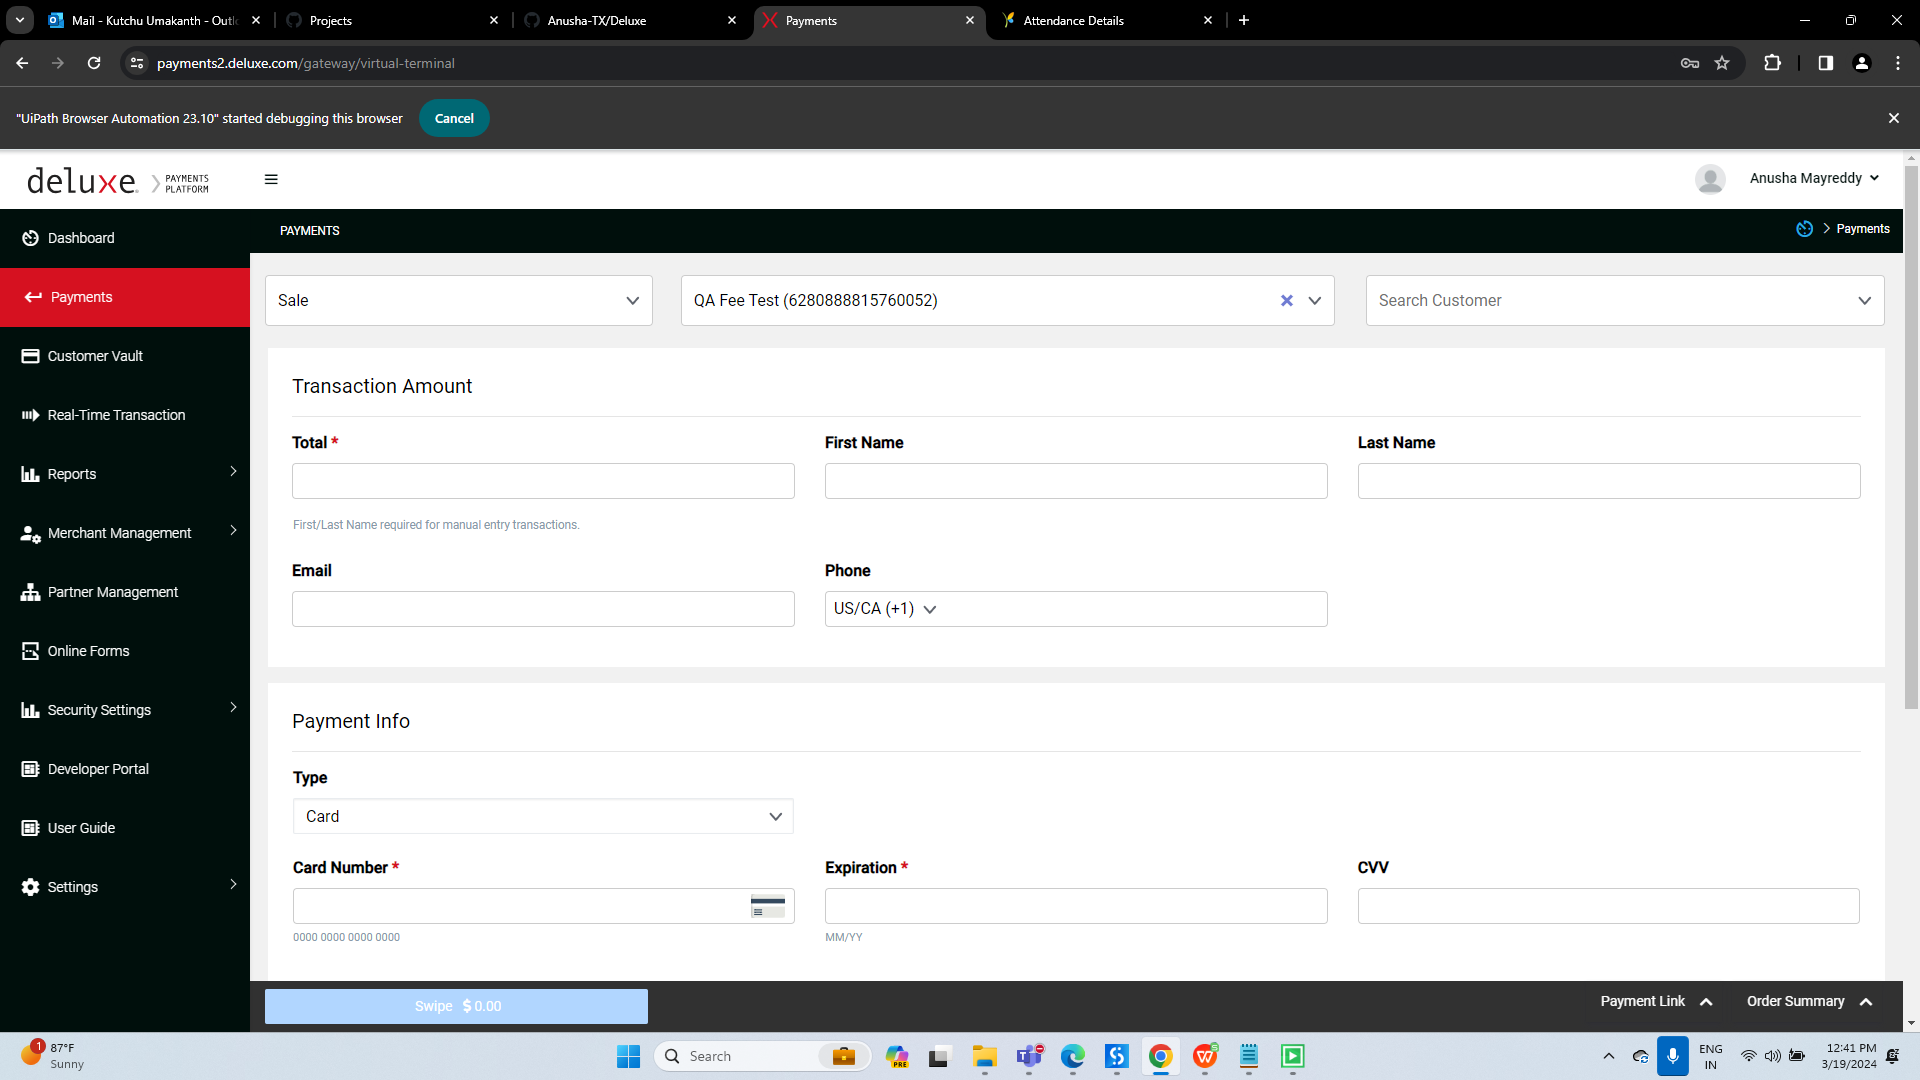 Mail - Kutchu Umakanth - Outl
Projects
Anusha-TX/Deluxe
Payments
Attendance Details
payments2.deluxe.com/gateway/virtual-terminal
"UiPath Browser Automation 23.10" started debugging this browser
Cancel
deluxe. PAYMENTS PLATFORM
Anusha Mayreddy
Dashboard
PAYMENTS
Payments
Payments
Sale
QA Fee Test (6280888815760052)
Search Customer
Customer Vault
Real-Time Transaction
Reports
Merchant Management
Partner Management
Online Forms
Security Settings
Developer Portal
User Guide
Settings
Transaction Amount
Total *
First Name
Last Name
First/Last Name required for manual entry transactions.
Email
Phone
US/CA (+1)
Payment Info
Type
Card
Card Number *
Expiration *
CVV
0000 0000 0000 0000
MM/YY
Swipe $ 0.00
Payment Link
Order Summary
1
87°F
Sunny
Search
PRE
ENG
IN
12:41 PM
3/19/2024